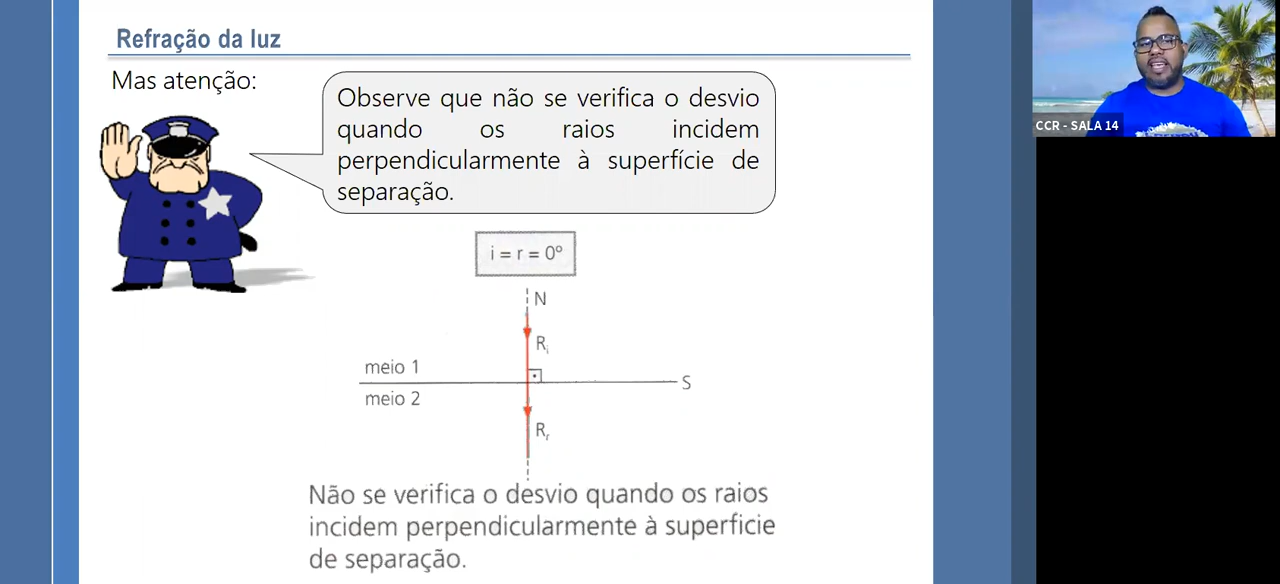 Refração da luz
Mas atenção:
Observe que não se verifica o desvio
quando os raios incidem
perpendicularmente à superfície de
separação.
CCR - SALA 14
i = r = 0º
N
Ri
meio 1
S
meio 2
Rr
Não se verifica o desvio quando os raios
incidem perpendicularmente à superficie
de separação.